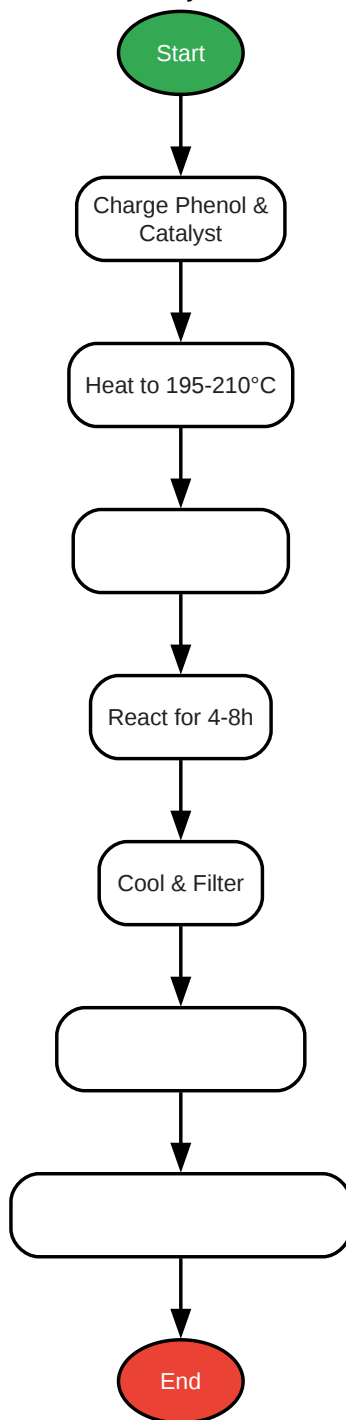 Start
Charge Phenol &
Catalyst
Heat to 195-210°C
React for 4-8h
Cool & Filter
End